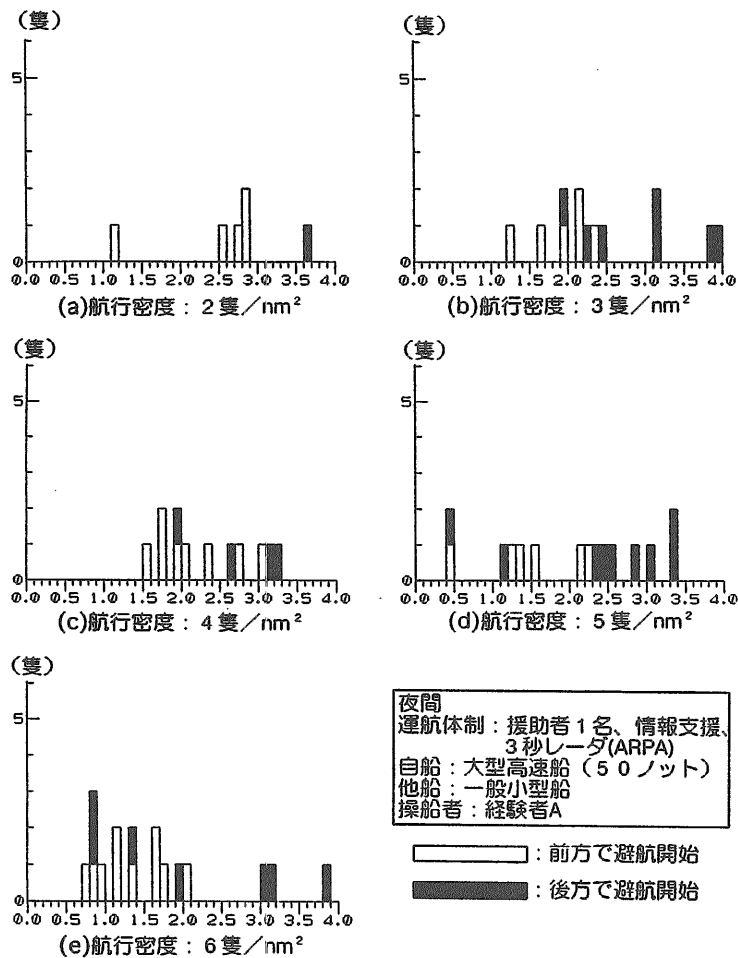 (隻)
5
0
0.0 0.5 1.0 1.5 2.0 2.5 3.0 3.5 4.0
(a)航行密度：２隻／nm²
(隻)
5
0
0.0 0.5 1.0 1.5 2.0 2.5 3.0 3.5 4.0
(b)航行密度：３隻／nm²
(隻)
5
0
0.0 0.5 1.0 1.5 2.0 2.5 3.0 3.5 4.0
(c)航行密度：４隻／nm²
(隻)
5
0
0.0 0.5 1.0 1.5 2.0 2.5 3.0 3.5 4.0
(d)航行密度：５隻／nm²
(隻)
5
0
0.0 0.5 1.0 1.5 2.0 2.5 3.0 3.5 4.0
(e)航行密度：６隻／nm²
夜間
運航体制：援助者１名、情報支援、
３秒レーダ(ARPA)
自船：大型高速船（５０ノット）
他船：一般小型船
操船者：経験者A
：前方で避航開始
：後方で避航開始